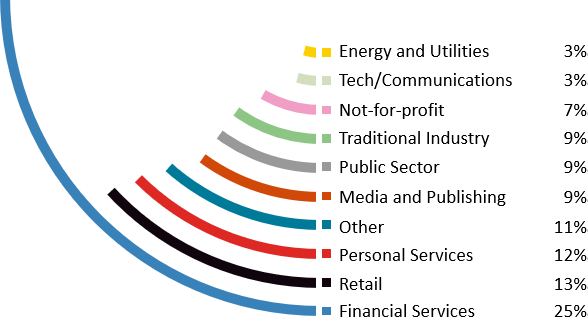 Energy and Utilities 3%
Tech/Communications 3%
Not-for-profit 7%
Traditional Industry 9%
Public Sector 9%
Media and Publishing 9%
Other 11%
Personal Services 12%
Retail 13%
Financial Services 25%